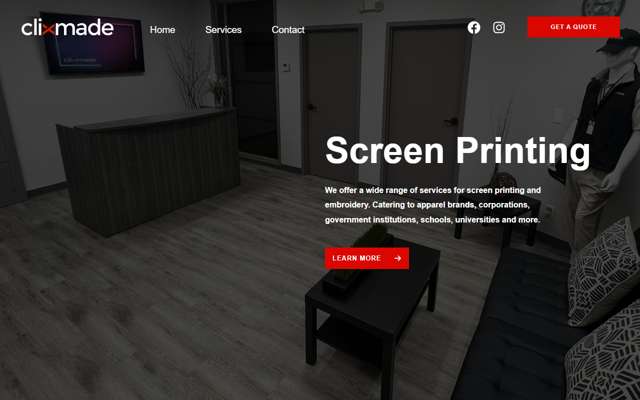 clixmade
Home
Services
Contact
GET A QUOTE
Screen Printing
We offer a wide range of services for screen printing and
embroidery. Catering to apparel brands, corporations,
government institutions, schools, universities and more.
LEARN MORE